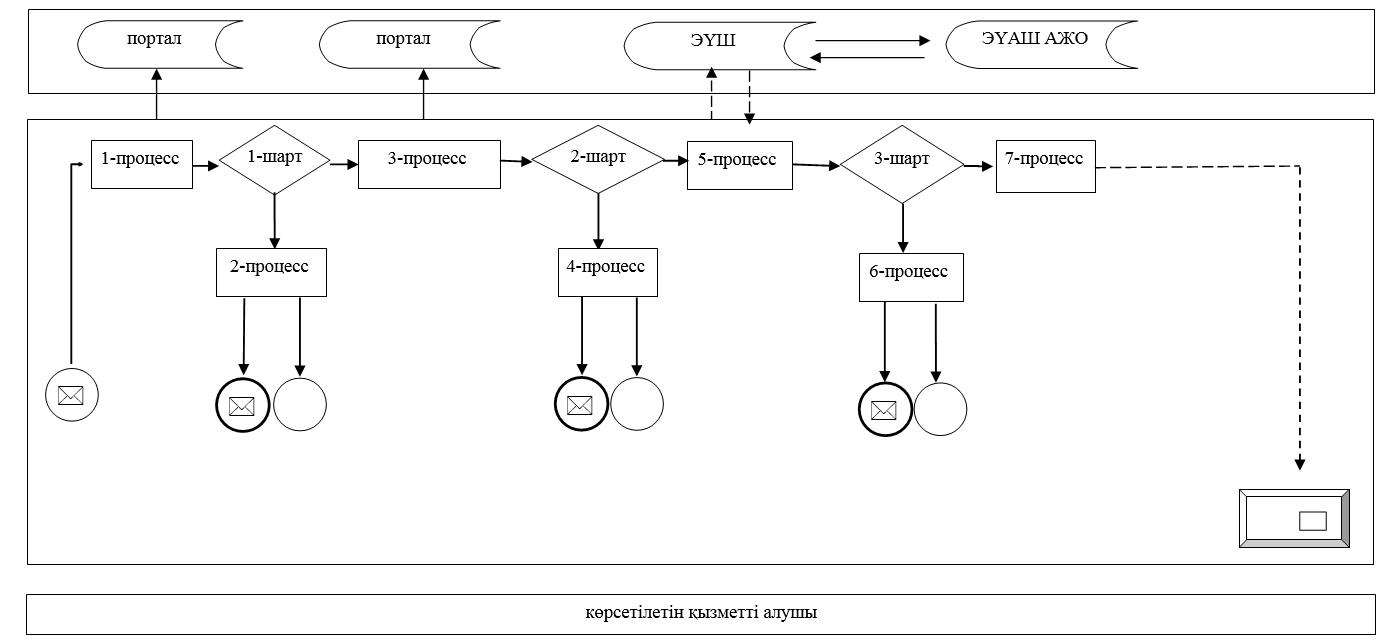 портал
портал
ЭҮШ
ЭҮАШ АЖО
1-процесс
1-шарт
3-процесс
2-шарт
5-процесс
3-шарт
7-процесс
2-процесс
4-процесс
6-процесс
көрсетілетін қызметті алушы